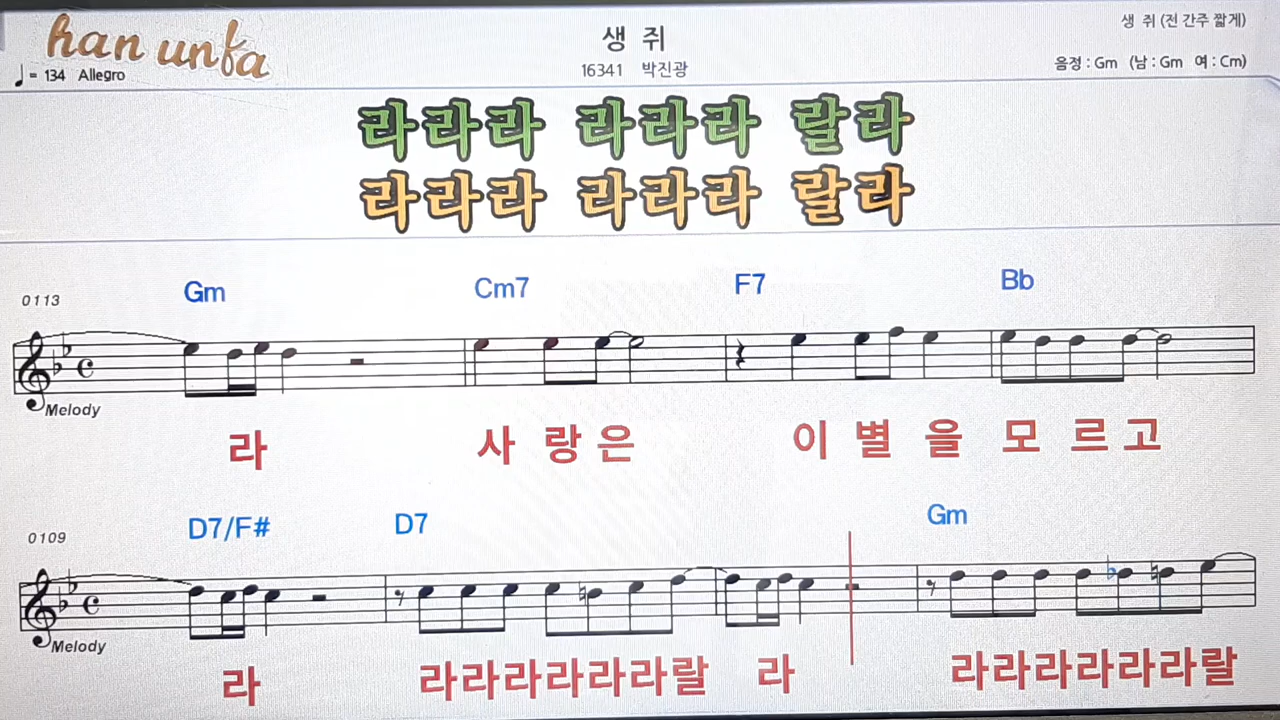 han unfa
생 쥐
생 쥐 (전 간주 짧게)
♩= 134 Allegro
16341 박진광
음정 : Gm (남 : Gm 여 : Cm)
라라라 라라라 랄라
라라라 라라라 랄라
0113 Gm Cm7 F7 Bb
Melody
라 사 랑 은 이 별 을 모 르 고
0109 D7/F# D7 Gm
Melody
라 라라라라라라랄 라 라라라라라라랄